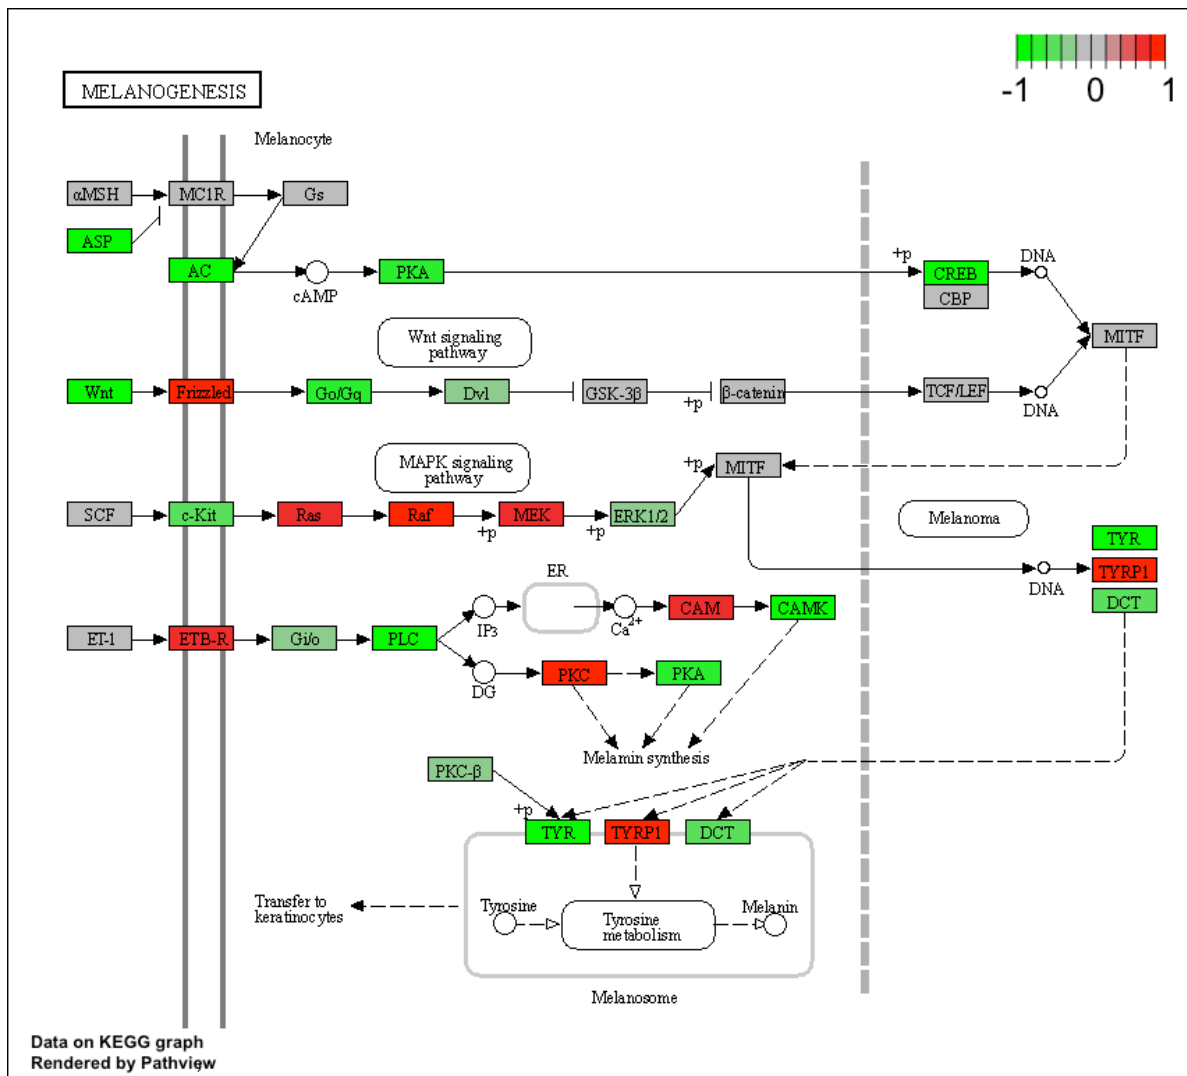 -1 0 1
MELANOGENESIS
Melanocyte
αMSH MC1R Gs
ASP
AC cAMP PKA +p CREB DNA
CBP
MITF
Wnt signaling
pathway
Wnt Frizzled Go/Gq Dvl GSK-3β +p β-catenin TCF/LEF DNA
MAPK signaling
pathway
+p MITF
SCF c-Kit Ras Raf +p MEK +p ERK1/2
Melanoma
TYR
DNA TYRP1
DCT
ER
IP3 Ca2+ CAM CAMK
ET-1 ETB-R Gi/o PLC
DG PKC PKA
Melamin synthesis
PKC-β
+p
TYR TYRP1 DCT
Transfer to
keratinocytes
Tyrosine Melanin
Tyrosine
metabolism
Melanosome
Data on KEGG graph
Rendered by Pathview